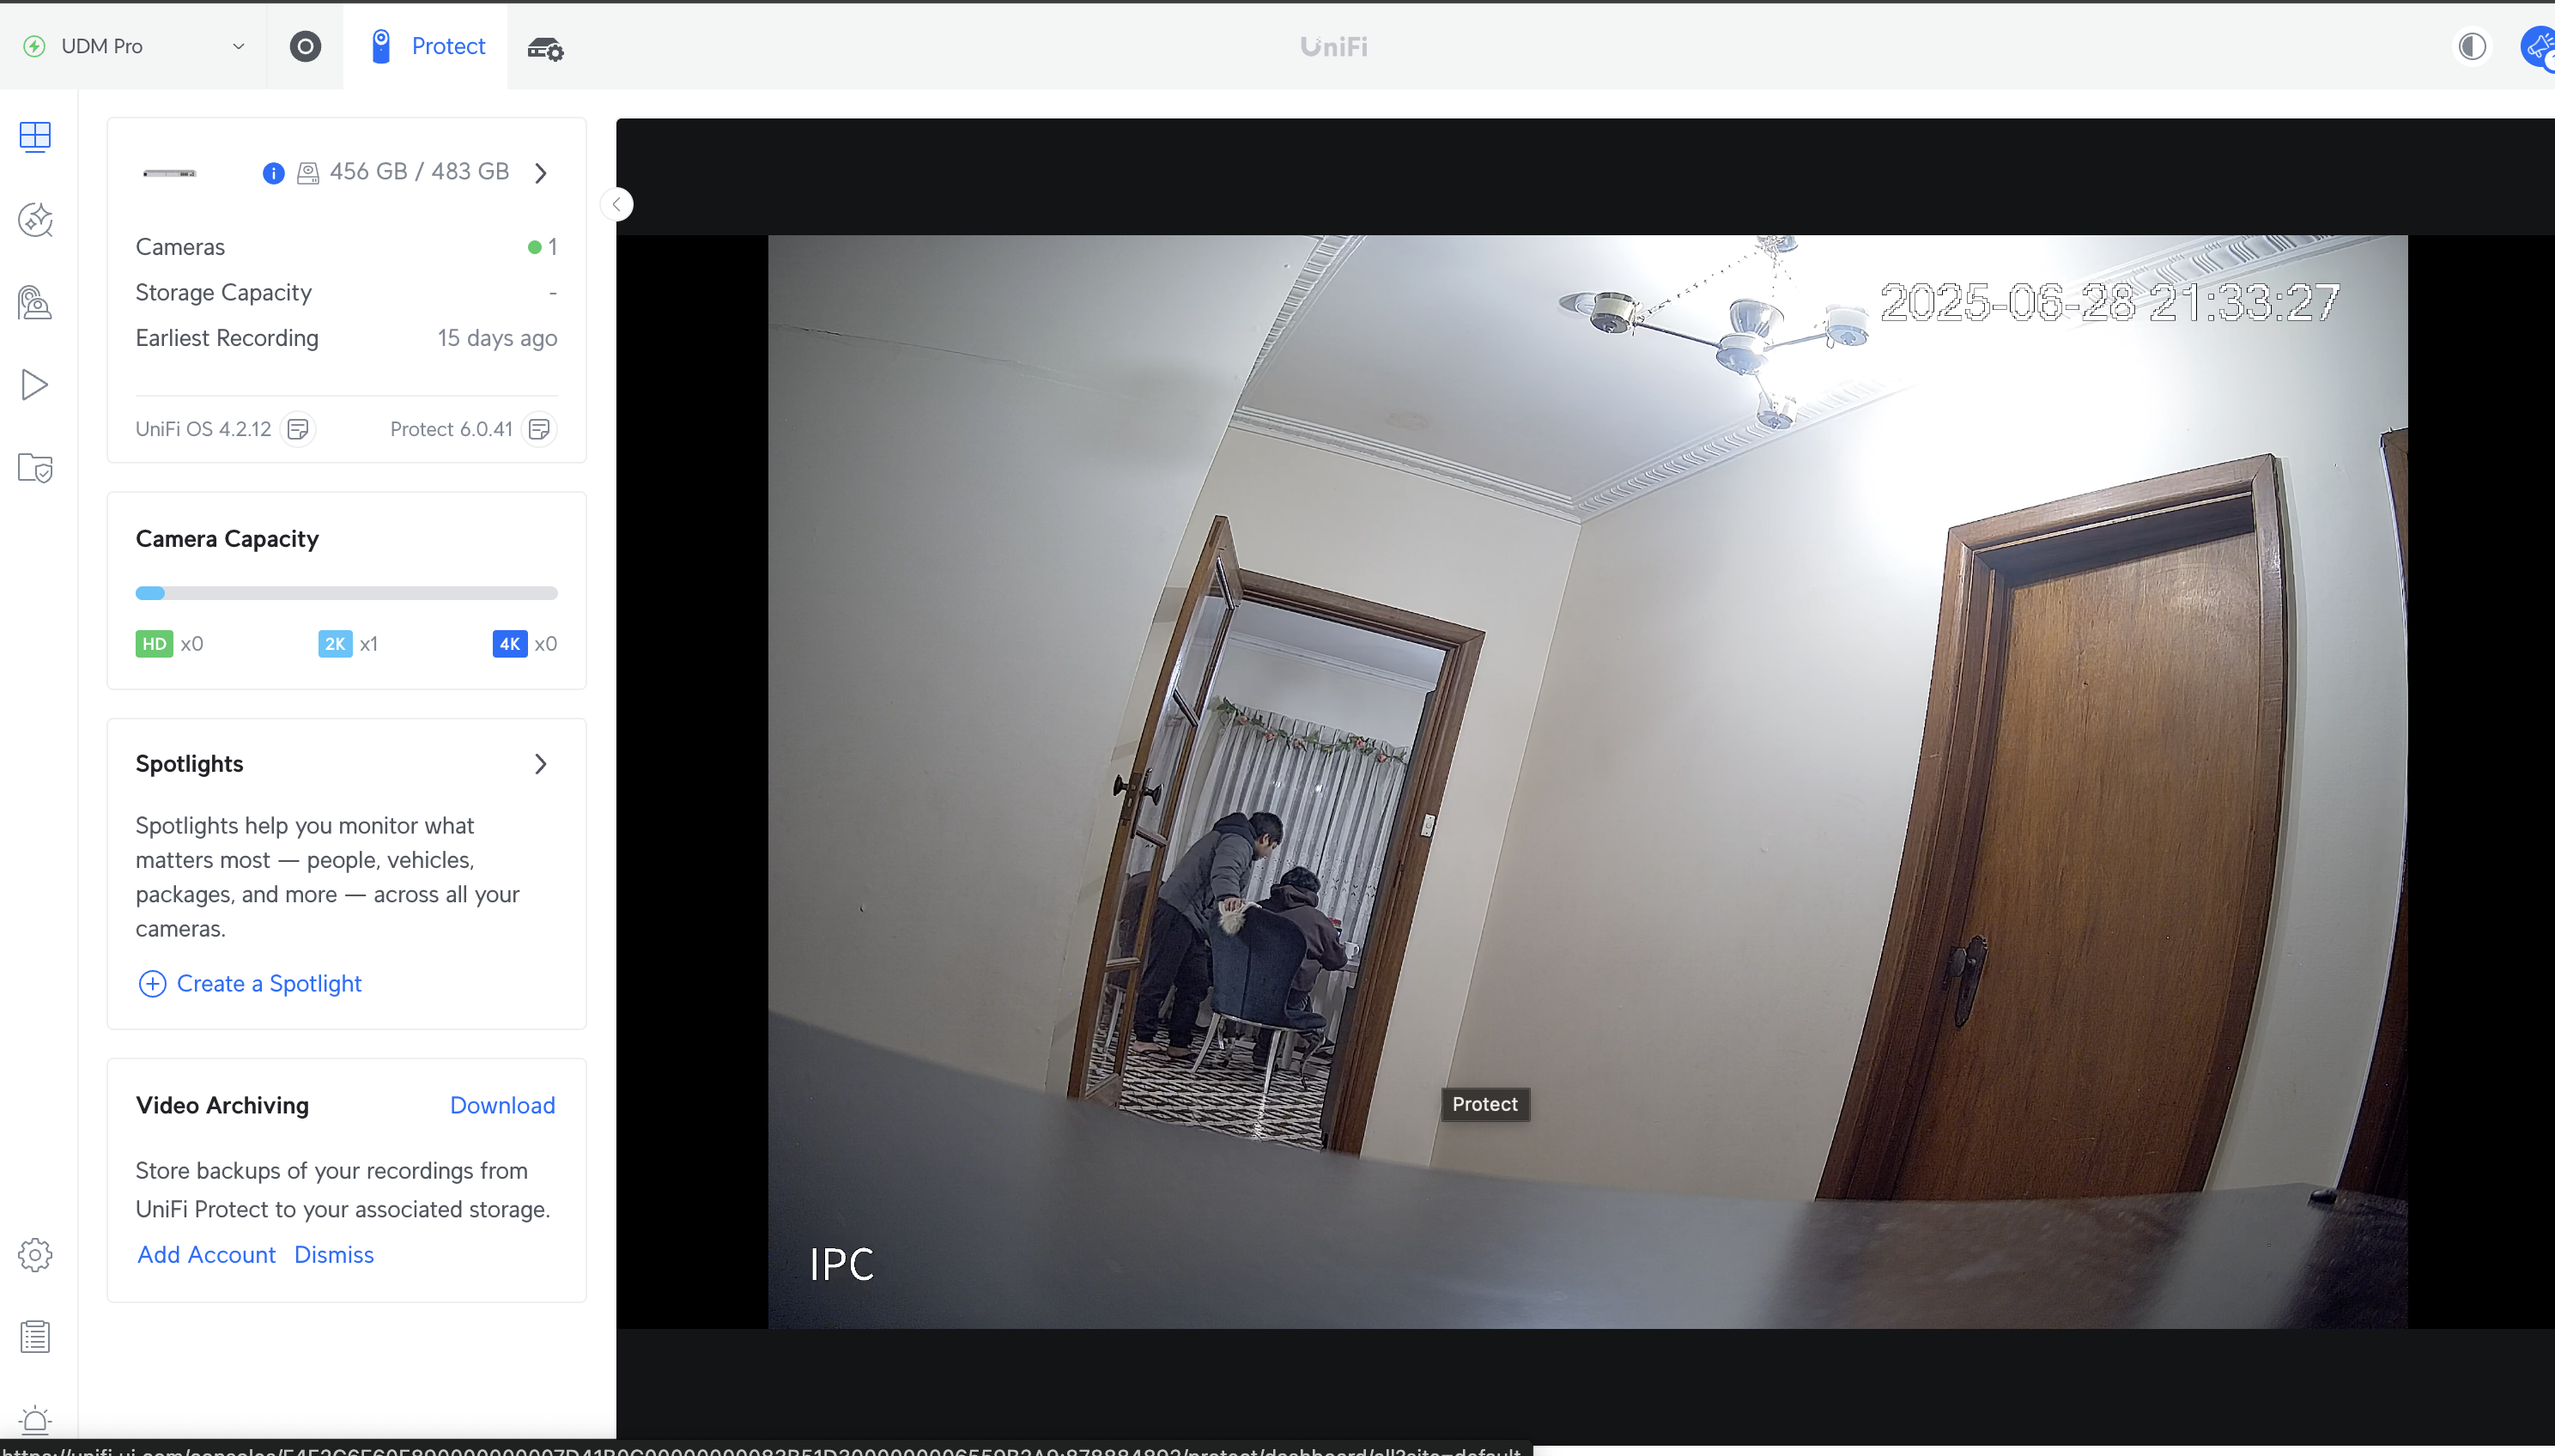 UDM Pro
Protect
UniFi
456 GB / 483 GB
Cameras
1
Storage Capacity
-
Earliest Recording
15 days ago
UniFi OS 4.2.12
Protect 6.0.41
Camera Capacity
HD x0
2K x1
4K x0
Spotlights
Spotlights help you monitor what
matters most — people, vehicles,
packages, and more — across all your
cameras.
Create a Spotlight
Video Archiving
Download
Store backups of your recordings from
UniFi Protect to your associated storage.
Add Account
Dismiss
2025-06-28 21:33:27
Protect
IPC